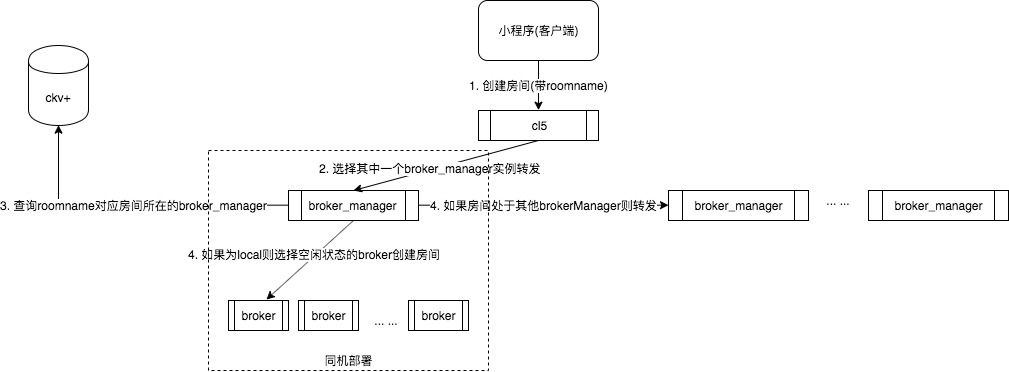 小程序(客户端)
1. 创建房间(带roomname)
ckv+
cl5
2. 选择其中一个broker_manager实例转发
3. 查询roomname对应房间所在的broker_manager
broker_manager
4. 如果房间处于其他brokerManager则转发
broker_manager
... ...
broker_manager
4. 如果为local则选择空闲状态的broker创建房间
broker
broker
... ...
broker
同机部署